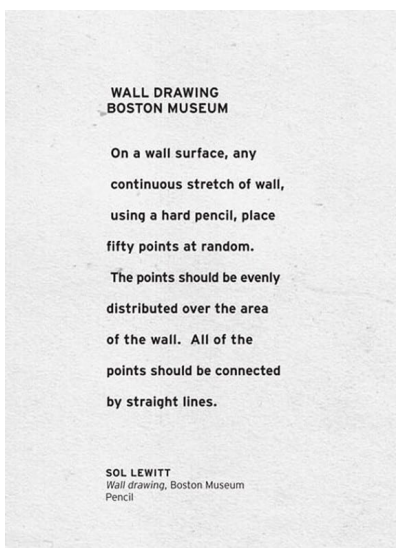 WALL DRAWING
BOSTON MUSEUM
On a wall surface, any
continuous stretch of wall,
using a hard pencil, place
fifty points at random.
The points should be evenly
distributed over the area
of the wall.  All of the
points should be connected
by straight lines.
SOL LEWITT
Wall drawing, Boston Museum
Pencil